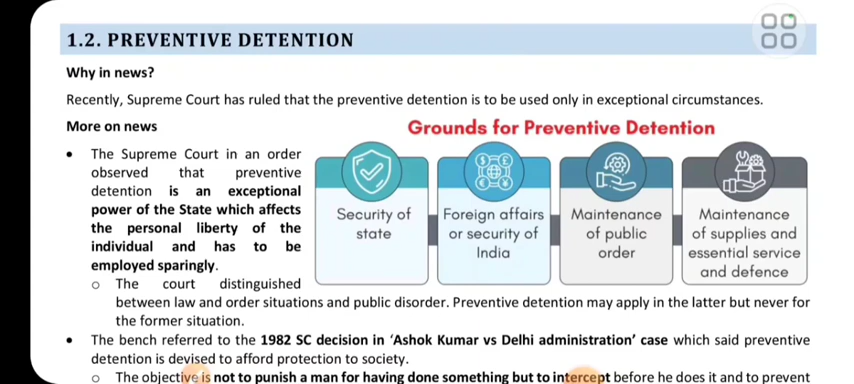 1.2. PREVENTIVE DETENTION
Why in news?
Recently, Supreme Court has ruled that the preventive detention is to be used only in exceptional circumstances.
More on news
• The Supreme Court in an order
observed that preventive
detention is an exceptional
power of the State which affects
the personal liberty of the
individual and has to be
employed sparingly.
o The court distinguished
Grounds for Preventive Detention
Security of
state
Foreign affairs
or security of
India
Maintenance
of public
order
Maintenance
of supplies and
essential service
and defence
between law and order situations and public disorder. Preventive detention may apply in the latter but never for
the former situation.
• The bench referred to the 1982 SC decision in ‘Ashok Kumar vs Delhi administration’ case which said preventive
detention is devised to afford protection to society.
o The objective is not to punish a man for having done something but to intercept before he does it and to prevent